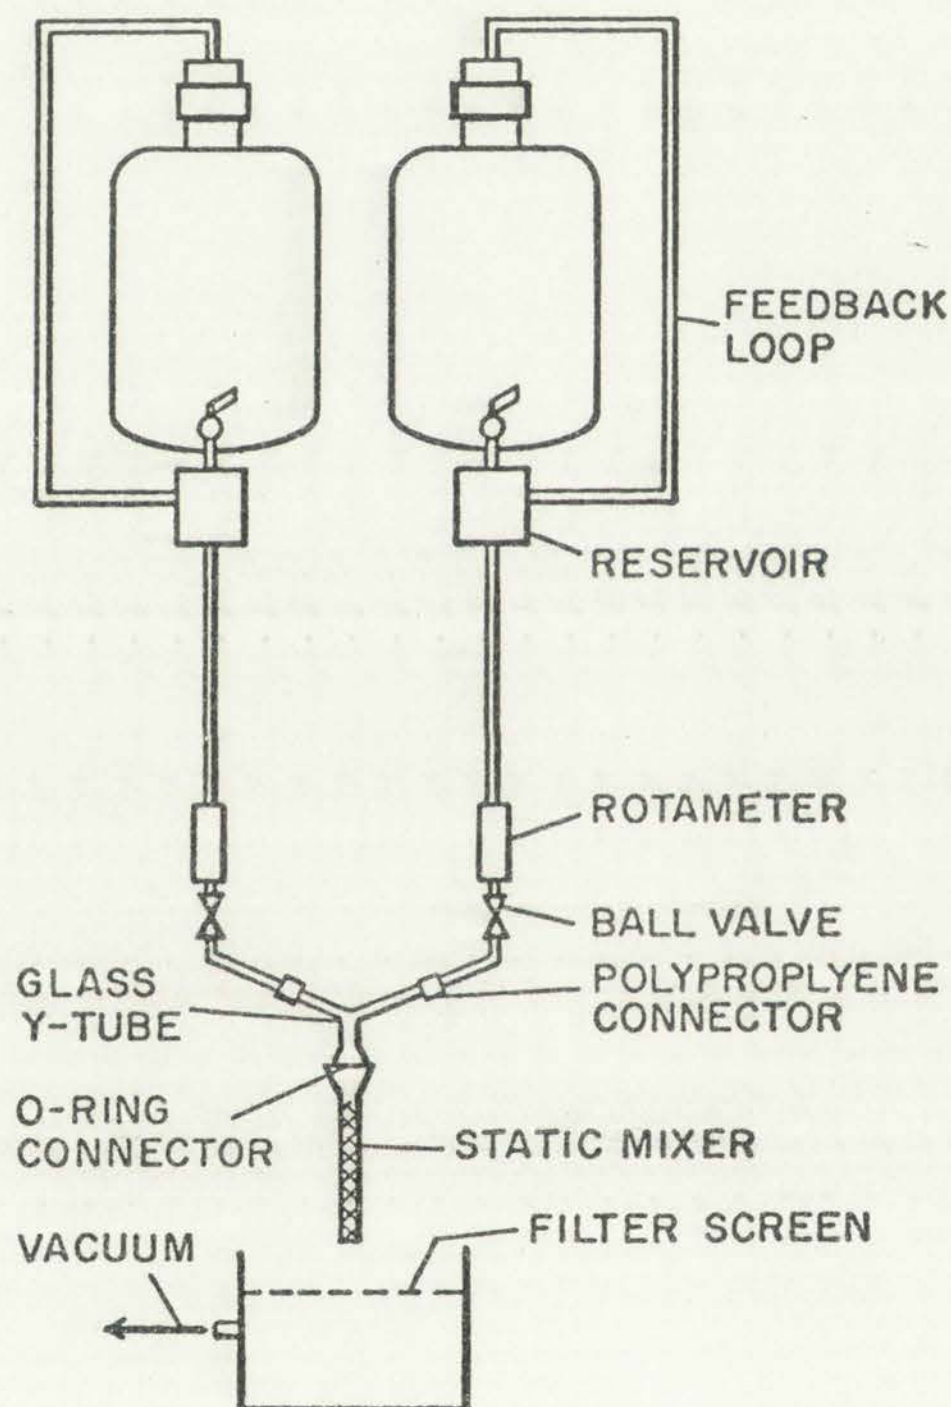 FEEDBACK
LOOP
RESERVOIR
ROTAMETER
BALL VALVE
POLYPROPLYENE
CONNECTOR
GLASS
Y-TUBE
O-RING
CONNECTOR
STATIC MIXER
FILTER SCREEN
VACUUM